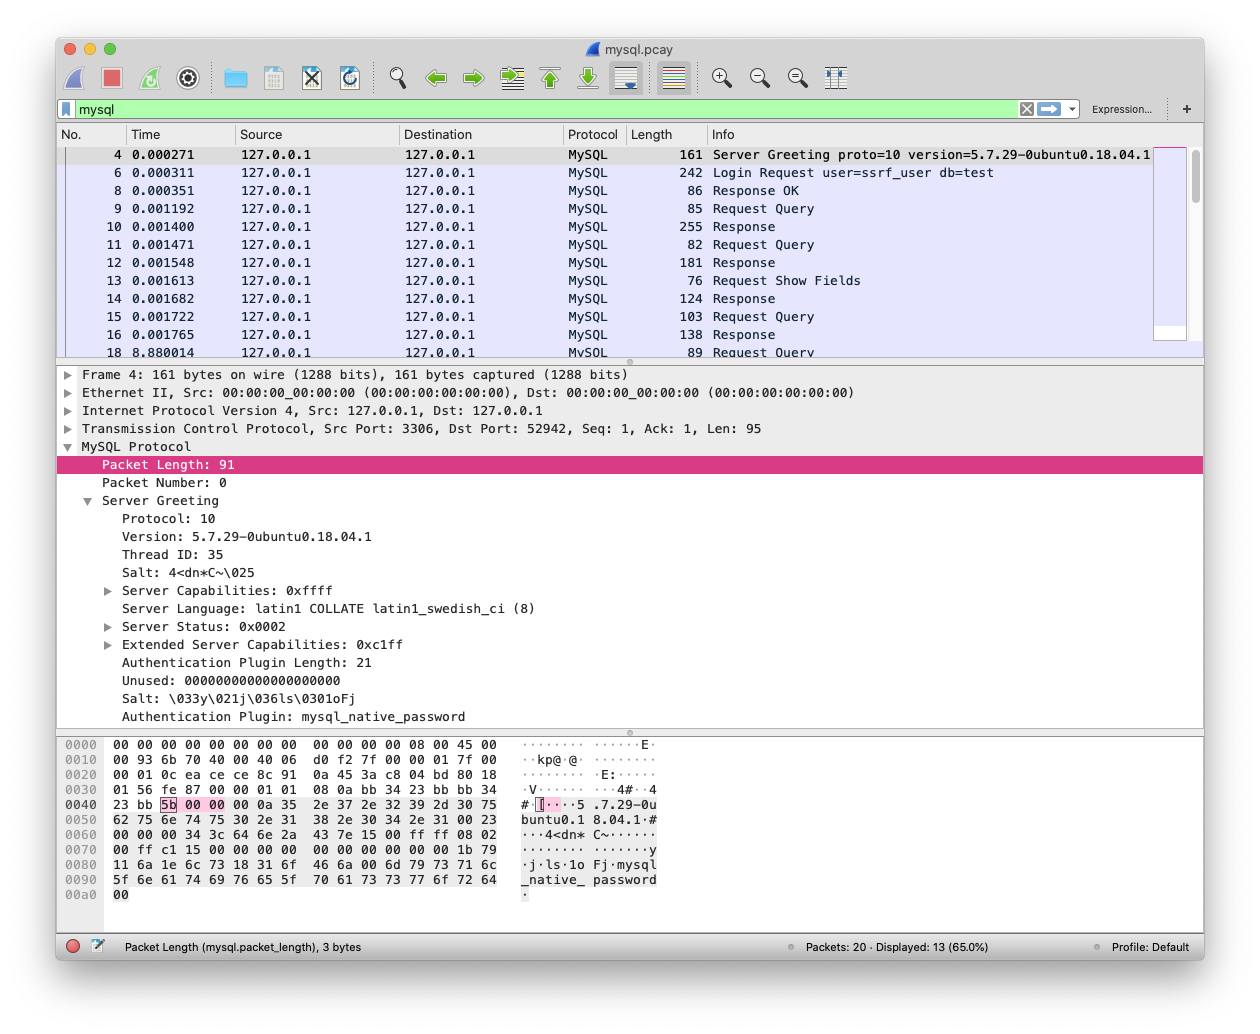 mysql.pcay
mysql
Expression...
+
No. Time Source Destination Protocol Length Info
4 0.000271 127.0.0.1 127.0.0.1 MySQL 161 Server Greeting proto=10 version=5.7.29-0ubuntu0.18.04.1
6 0.000311 127.0.0.1 127.0.0.1 MySQL 242 Login Request user=ssrf_user db=test
8 0.000351 127.0.0.1 127.0.0.1 MySQL 86 Response OK
9 0.001192 127.0.0.1 127.0.0.1 MySQL 85 Request Query
10 0.001400 127.0.0.1 127.0.0.1 MySQL 255 Response
11 0.001471 127.0.0.1 127.0.0.1 MySQL 82 Request Query
12 0.001548 127.0.0.1 127.0.0.1 MySQL 181 Response
13 0.001613 127.0.0.1 127.0.0.1 MySQL 76 Request Show Fields
14 0.001682 127.0.0.1 127.0.0.1 MySQL 124 Response
15 0.001722 127.0.0.1 127.0.0.1 MySQL 103 Request Query
16 0.001765 127.0.0.1 127.0.0.1 MySQL 138 Response
18 8.880014 127.0.0.1 127.0.0.1 MySQL 89 Request Query
Frame 4: 161 bytes on wire (1288 bits), 161 bytes captured (1288 bits)
Ethernet II, Src: 00:00:00_00:00:00 (00:00:00:00:00:00), Dst: 00:00:00_00:00:00 (00:00:00:00:00:00)
Internet Protocol Version 4, Src: 127.0.0.1, Dst: 127.0.0.1
Transmission Control Protocol, Src Port: 3306, Dst Port: 52942, Seq: 1, Ack: 1, Len: 95
MySQL Protocol
Packet Length: 91
Packet Number: 0
Server Greeting
Protocol: 10
Version: 5.7.29-0ubuntu0.18.04.1
Thread ID: 35
Salt: 4<dn*C~\025
Server Capabilities: 0xffff
Server Language: latin1 COLLATE latin1_swedish_ci (8)
Server Status: 0x0002
Extended Server Capabilities: 0xc1ff
Authentication Plugin Length: 21
Unused: 00000000000000000000
Salt: \033y\021j\036ls\0301oFj
Authentication Plugin: mysql_native_password
0000 00 00 00 00 00 00 00 00 00 00 00 00 08 00 45 00 ········ ······E·
0010 00 93 6b 70 40 00 40 06 d0 f2 7f 00 00 01 7f 00 ··kp@·@· ········
0020 00 01 0c ea ce ce 8c 91 0a 45 3a c8 04 bd 80 18 ········ ·E:·····
0030 01 56 fe 87 00 00 01 01 08 0a bb 34 23 bb bb 34 ·V······ ···4#··4
0040 23 bb 5b 00 00 00 0a 35 2e 37 2e 32 39 2d 30 75 #·[····5 .7.29-0u
0050 62 75 6e 74 75 30 2e 31 38 2e 30 34 2e 31 00 23 buntu0.1 8.04.1·#
0060 00 00 00 34 3c 64 6e 2a 43 7e 15 00 ff ff 08 02 ···4<dn* C~······
0070 00 ff c1 15 00 00 00 00 00 00 00 00 00 00 1b 79 ········ ·······y
0080 11 6a 1e 6c 73 18 31 6f 46 6a 00 6d 79 73 71 6c ·j·ls·1o Fj·mysql
0090 5f 6e 61 74 69 76 65 5f 70 61 73 73 77 6f 72 64 _native_ password
00a0 00 ·
Packet Length (mysql.packet_length), 3 bytes
Packets: 20 · Displayed: 13 (65.0%)
Profile: Default